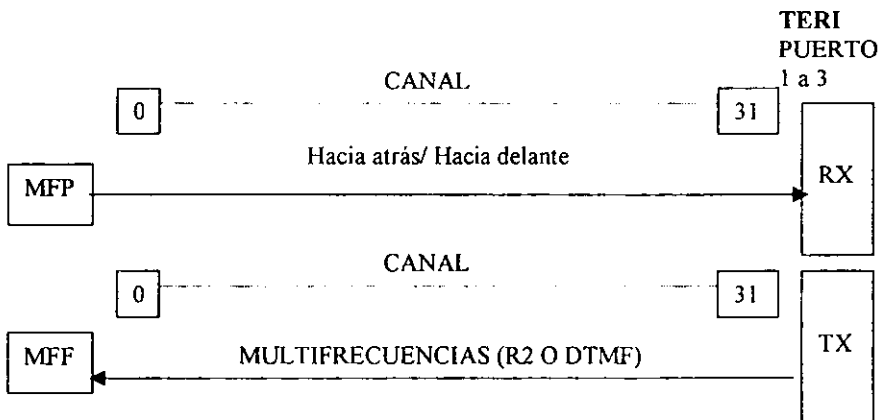 TERI
PUERTO
1 a 3
CANAL
0
31
Hacia atrás/ Hacia delante
MFP
RX
CANAL
0
31
MFF
MULTIFRECUENCIAS (R2 O DTMF)
TX